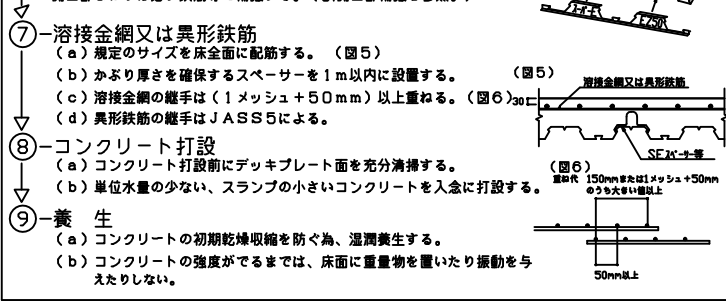 ⑦-溶接金網又は異形鉄筋
(a)規定のサイズを床全面に配筋する。 (図5)
(b)かぶり厚さを確保するスペーサーを1m以内に設置する。
(c)溶接金網の継手は(1メッシュ+50mm)以上重ねる。(図6)
(d)異形鉄筋の継手はJASS5による。
⑧-コンクリート打設
(a)コンクリート打設前にデッキプレート面を充分清掃する。
(b)単位水量の少ない、スランプの小さいコンクリートを入念に打設する。
⑨-養 生
(a)コンクリートの初期乾燥収縮を防ぐ為、湿潤養生する。
(b)コンクリートの強度がでるまでは、床面に重量物を置いたり振動を与
えたりしない。
EZ50
(図5)
溶接金網又は異形鉄筋
30
SFスペーサー等
(図6)
重ね代 150mmまたは1メッシュ+50mm
のうち大きい値以上
50mm以上